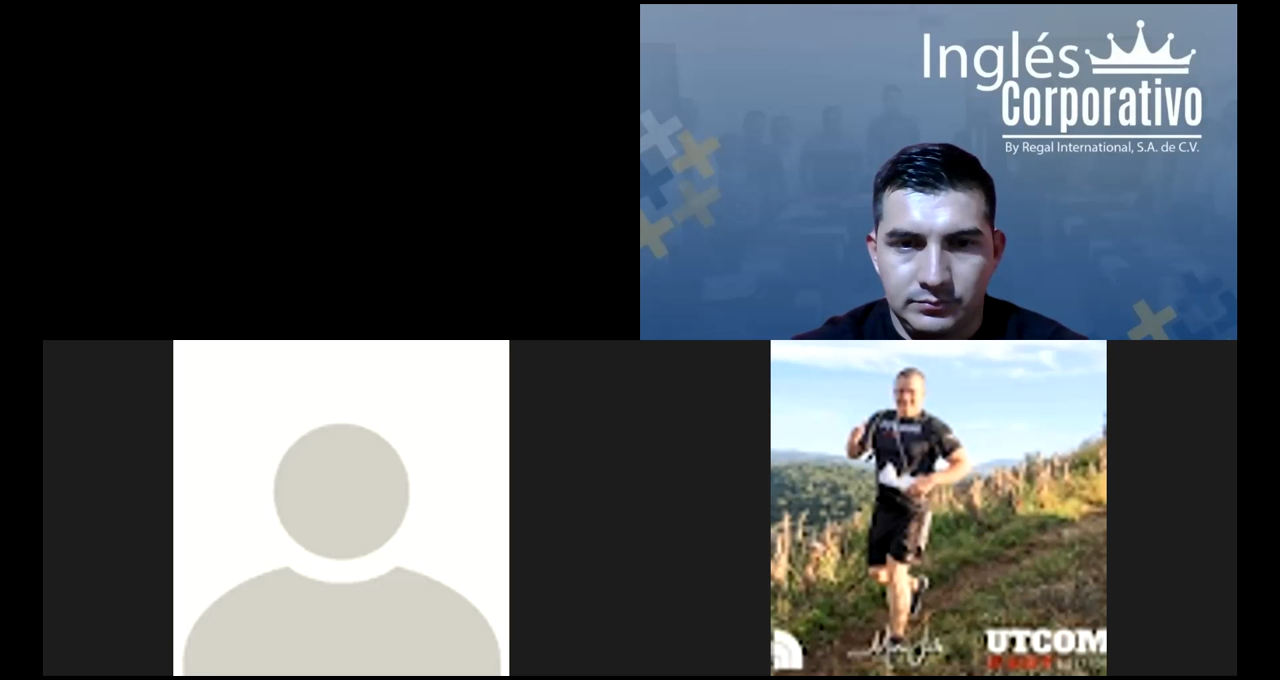 Inglés
Corporativo
By Regal International, S.A. de C.V.
UTCOM